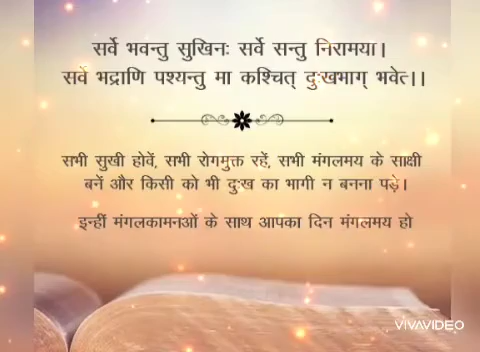 सर्वे भवन्तु सुखिनः सर्वे सन्तु निरामया।
सर्वे भद्राणि पश्यन्तु मा कश्चित् दुःखभाग् भवेत।।
सभी सुखी होवें, सभी रोगमुक्त रहें, सभी मंगलमय के साक्षी
बनें और किसी को भी दुःख का भागी न बनना पड़े।
इन्हीं मंगलकामनाओं के साथ आपका दिन मंगलमय हो
VIVAVIDEO